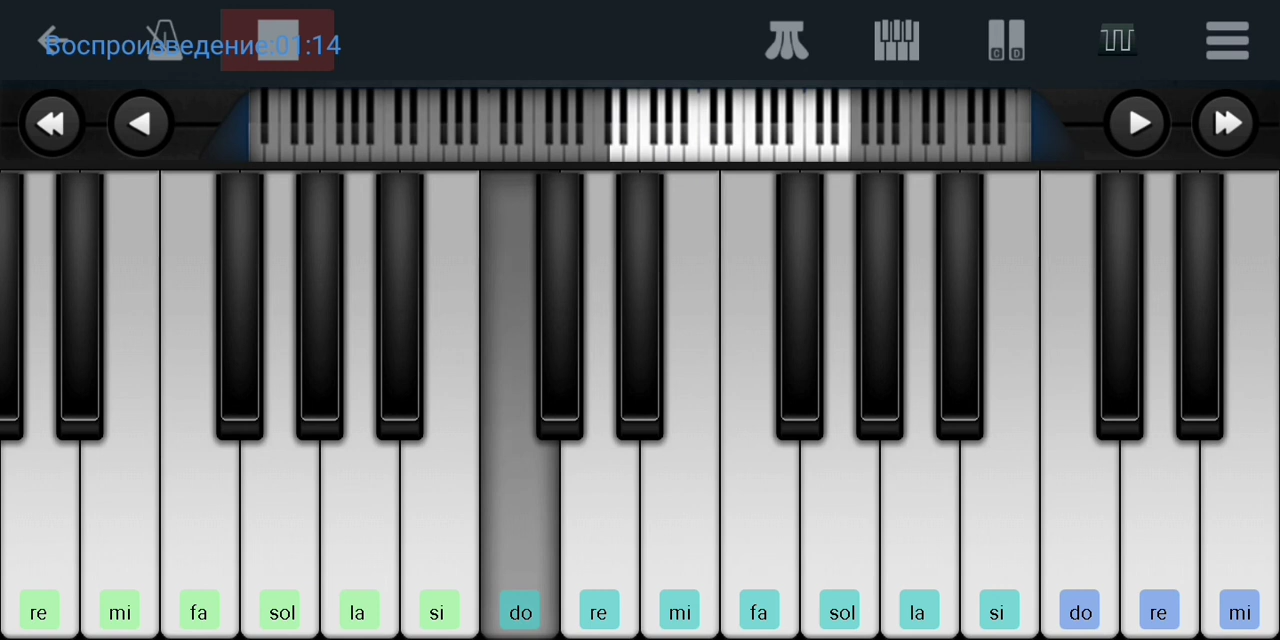 Воспроизведение:01:14
C D
re mi fa sol la si do re mi fa sol la si do re mi